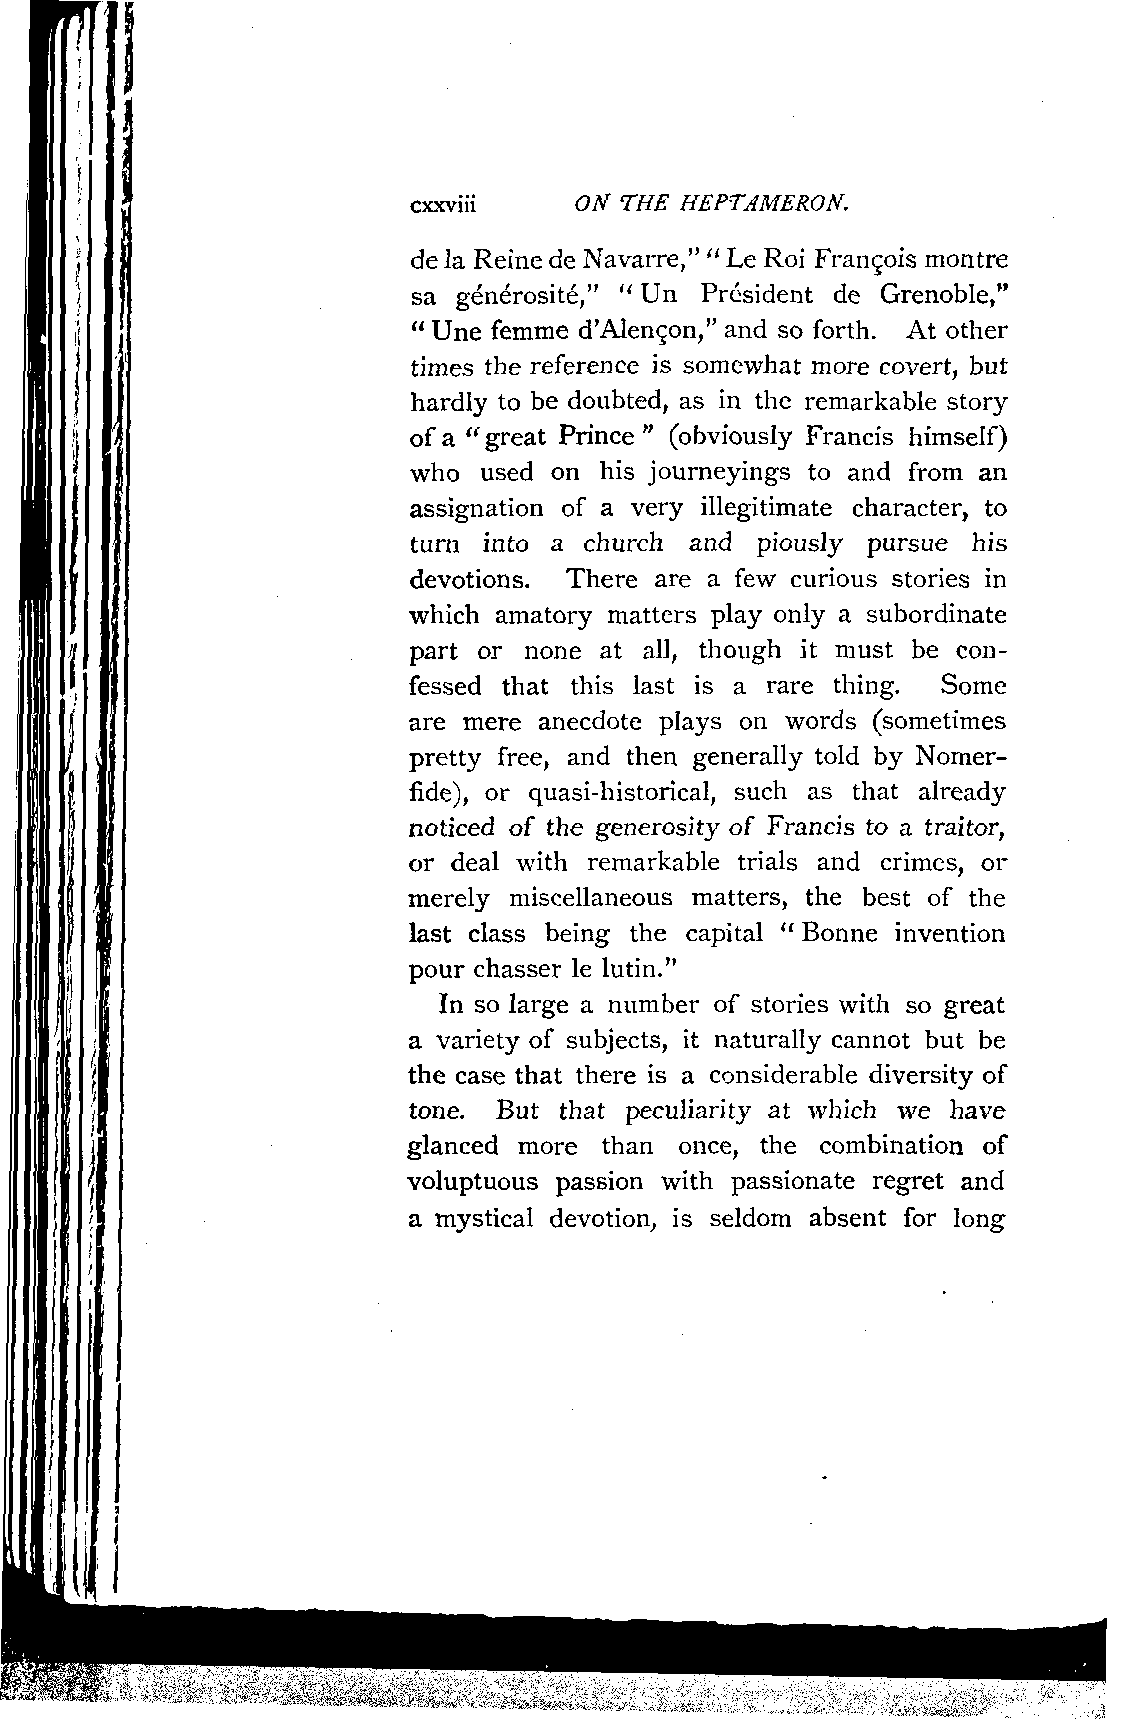 cxxviii ON THE HEPTAMERON.
de la Reine de Navarre," "Le Roi François montre
sa générosité," "Un Président de Grenoble,"
"Une femme d'Alençon," and so forth. At other
times the reference is somewhat more covert, but
hardly to be doubted, as in the remarkable story
of a "great Prince" (obviously Francis himself)
who used on his journeyings to and from an
assignation of a very illegitimate character, to
turn into a church and piously pursue his
devotions. There are a few curious stories in
which amatory matters play only a subordinate
part or none at all, though it must be con-
fessed that this last is a rare thing. Some
are mere anecdote plays on words (sometimes
pretty free, and then generally told by Nomer-
fide), or quasi-historical, such as that already
noticed of the generosity of Francis to a traitor,
or deal with remarkable trials and crimes, or
merely miscellaneous matters, the best of the
last class being the capital "Bonne invention
pour chasser le lutin."
In so large a number of stories with so great
a variety of subjects, it naturally cannot but be
the case that there is a considerable diversity of
tone. But that peculiarity at which we have
glanced more than once, the combination of
voluptuous passion with passionate regret and
a mystical devotion, is seldom absent for long